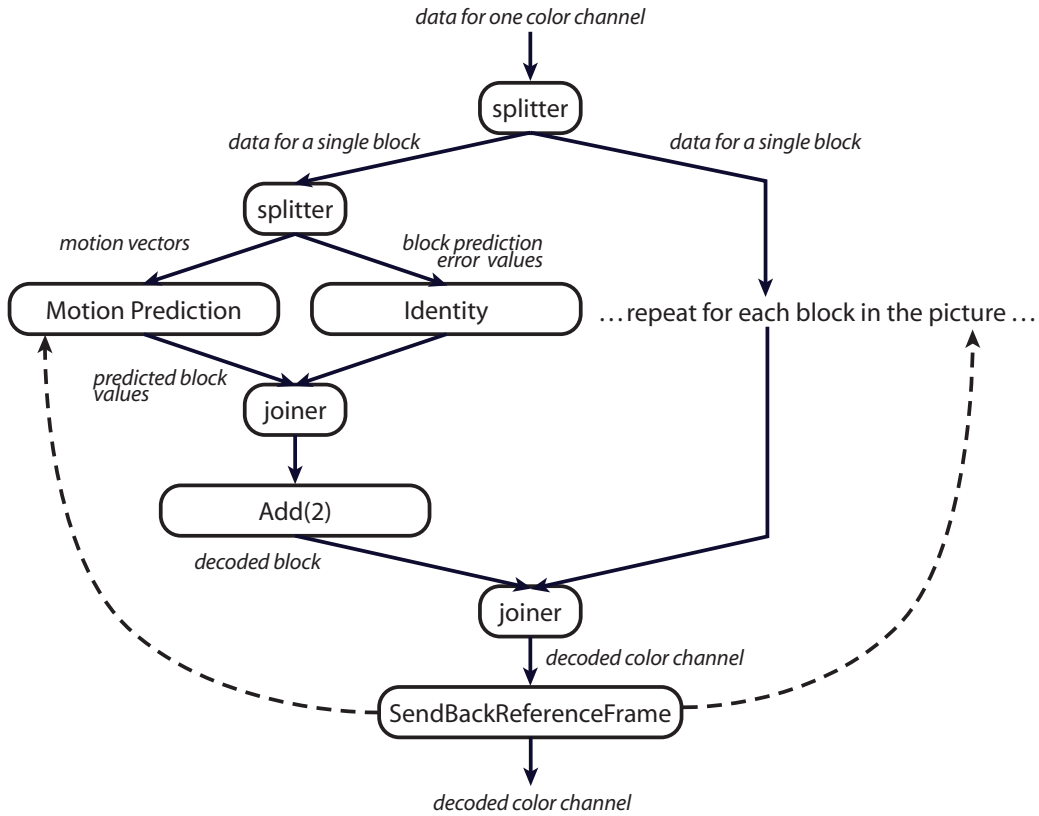 data for one color channel
splitter
data for a single block
data for a single block
splitter
motion vectors
block prediction
error values
Motion Prediction
Identity
…repeat for each block in the picture …
predicted block
values
joiner
Add(2)
decoded block
joiner
decoded color channel
SendBackReferenceFrame
decoded color channel